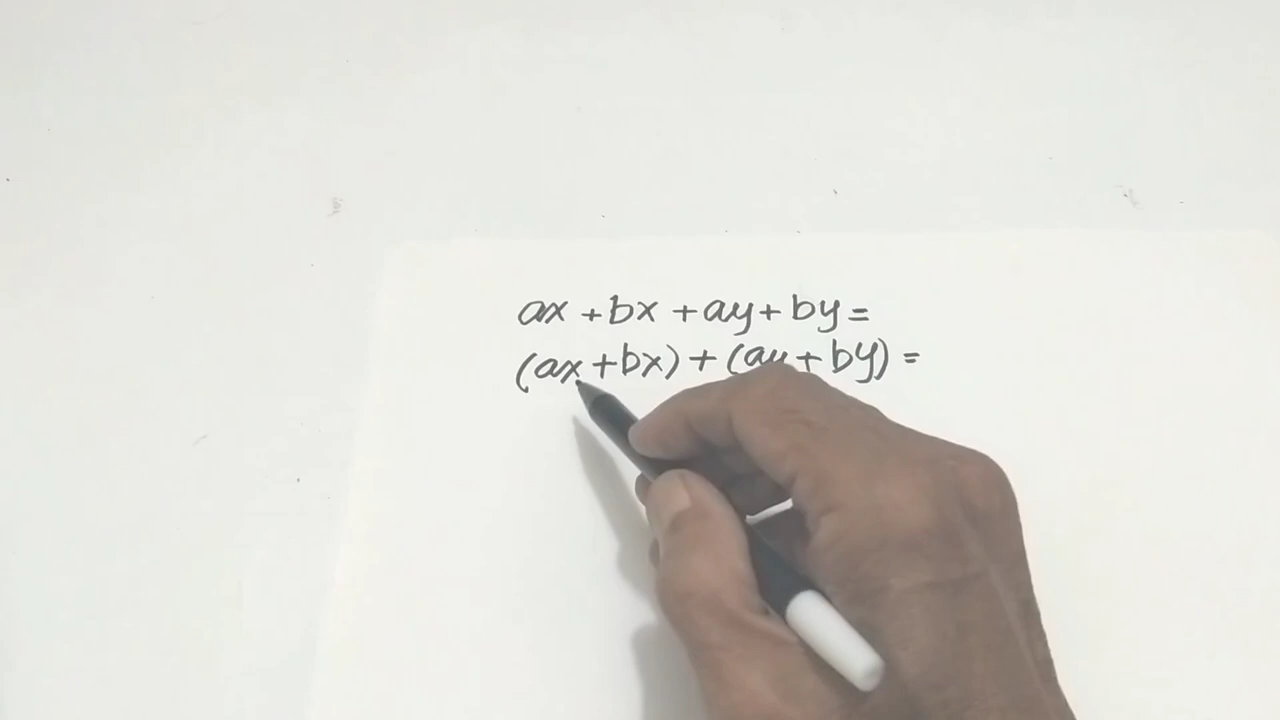 ax + bx + ay + by =
(ax + bx) + (ay + by) =